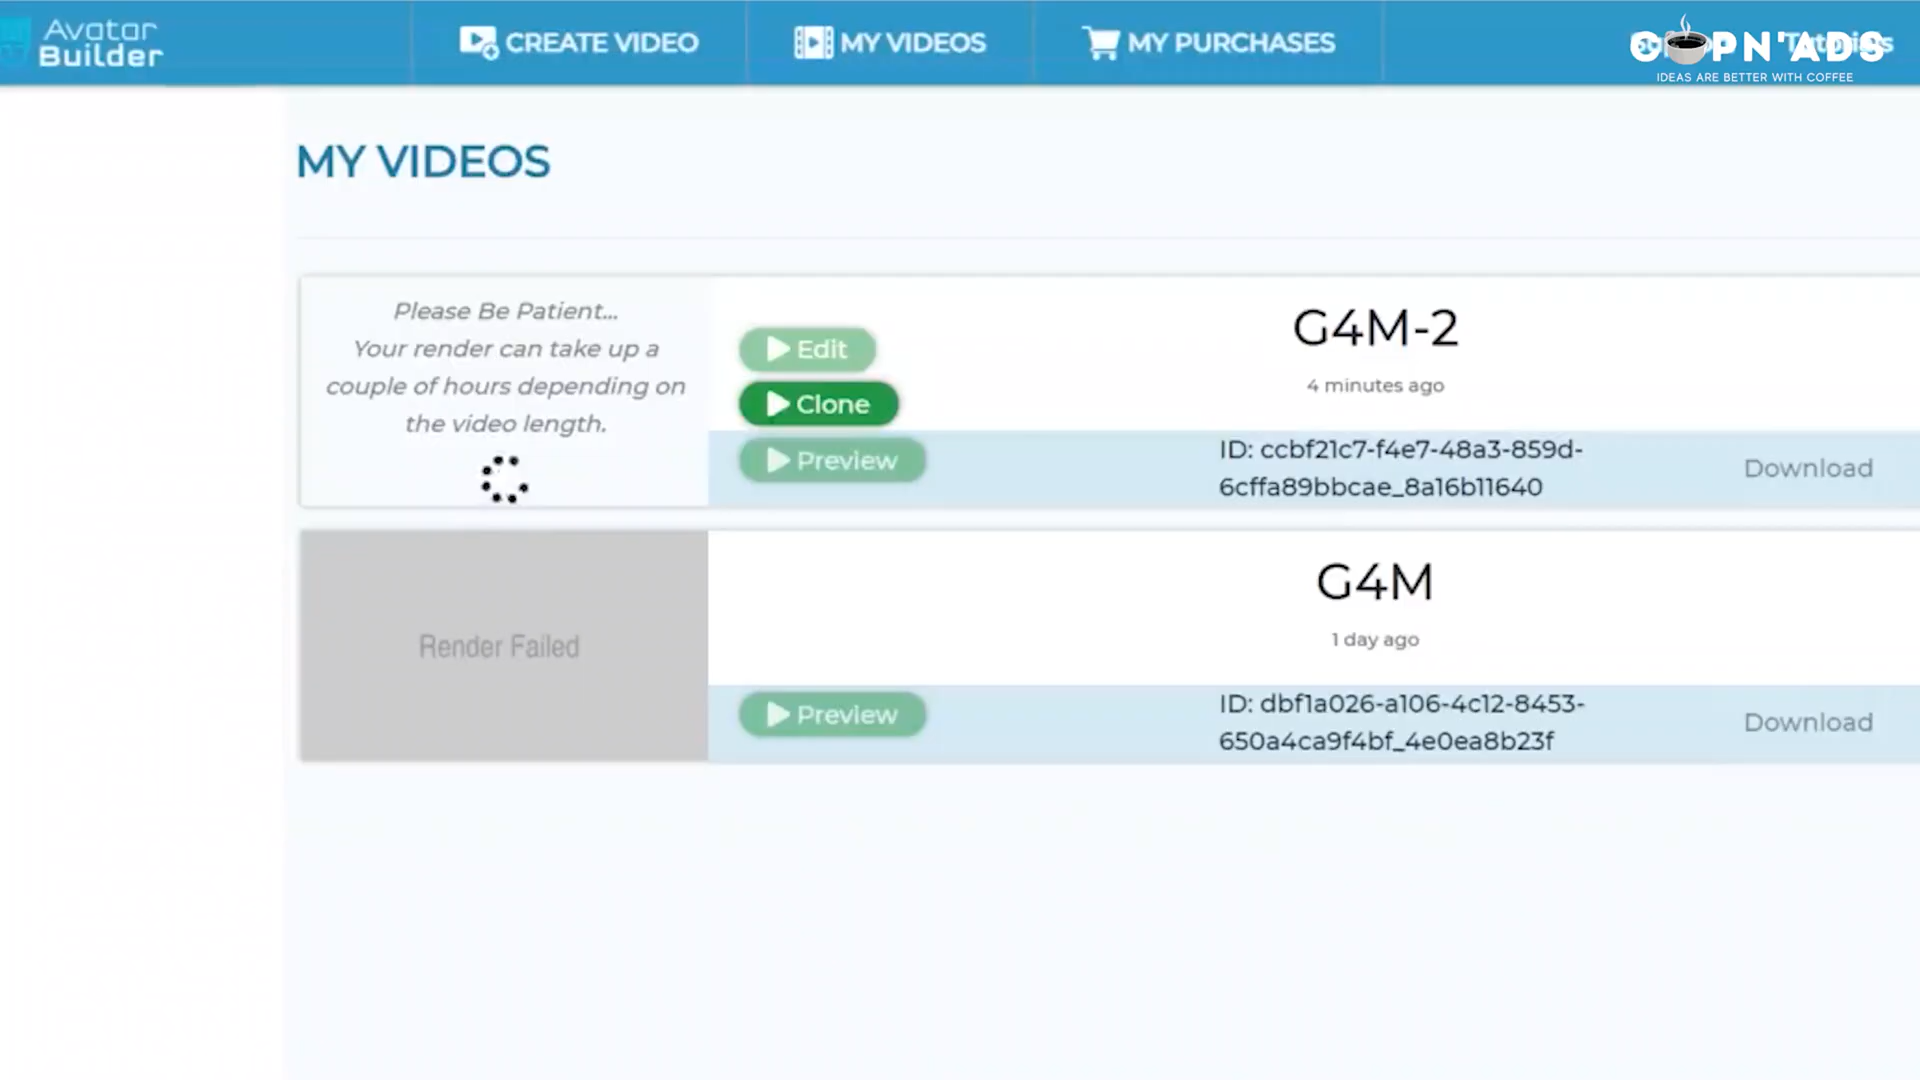 Avatar
Builder
CREATE VIDEO
MY VIDEOS
MY PURCHASES
Tutorials
IDEAS ARE BETTER WITH COFFEE
MY VIDEOS
Please Be Patient...
Your render can take up a
couple of hours depending on
the video length.
Edit
Clone
Preview
G4M-2
4 minutes ago
ID: ccbf21c7-f4e7-48a3-859d-
6cffa89bbcae_8a16b11640
Download
Render Failed
G4M
1 day ago
Preview
ID: dbf1a026-a106-4c12-8453-
650a4ca9f4bf_4e0ea8b23f
Download